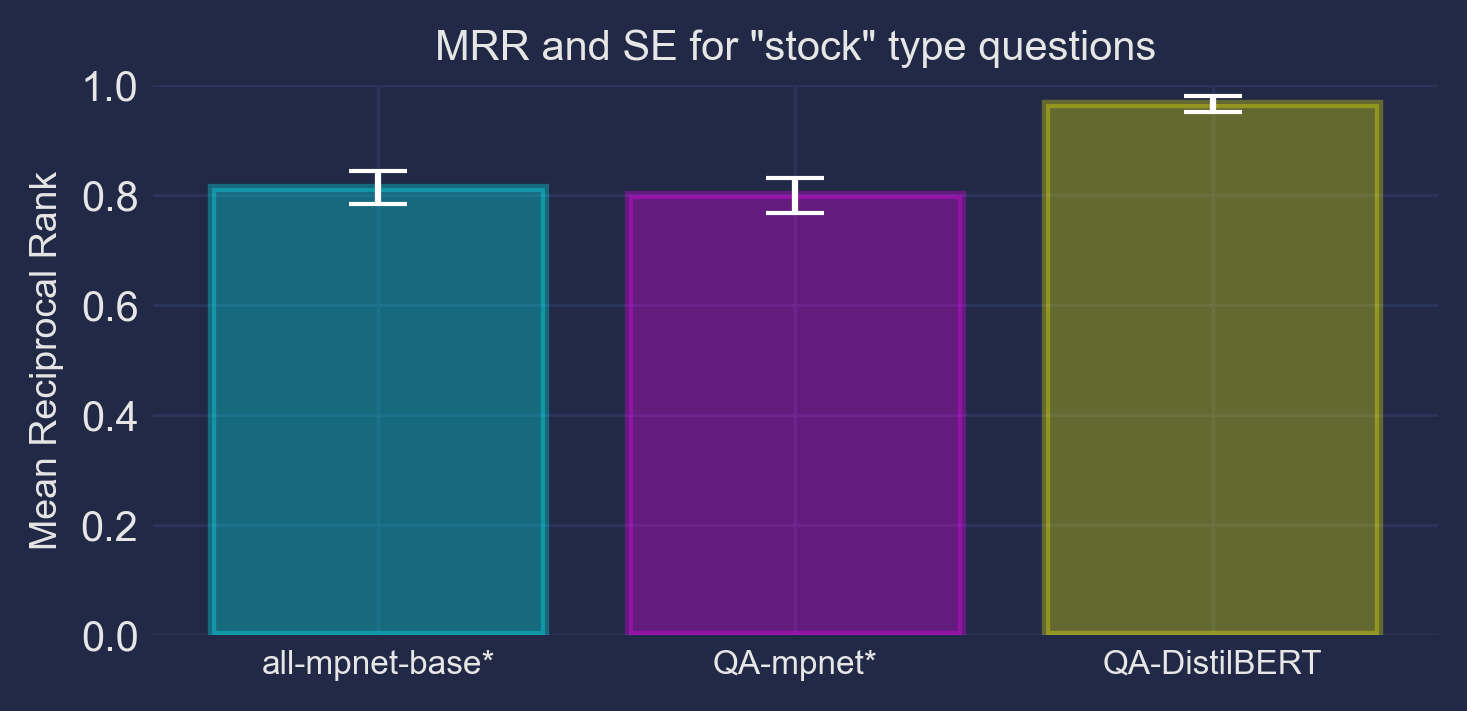 MRR and SE for "stock" type questions
Mean Reciprocal Rank
1.0
0.8
0.6
0.4
0.2
0.0
all-mpnet-base*
QA-mpnet*
QA-DistilBERT